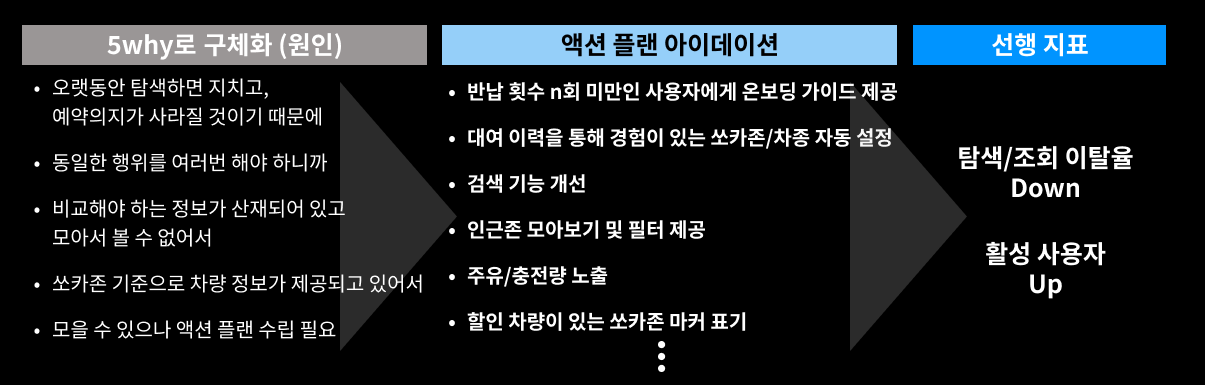 5why로 구체화 (원인)
• 오랫동안 탐색하면 지치고,
예약의지가 사라질 것이기 때문에
• 동일한 행위를 여러번 해야 하니까
• 비교해야 하는 정보가 산재되어 있고
모아서 볼 수 없어서
• 쏘카존 기준으로 차량 정보가 제공되고 있어서
• 모을 수 있으나 액션 플랜 수립 필요
액션 플랜 아이데이션
• 반납 횟수 n회 미만인 사용자에게 온보딩 가이드 제공
• 대여 이력을 통해 경험이 있는 쏘카존/차종 자동 설정
• 검색 기능 개선
• 인근존 모아보기 및 필터 제공
• 주유/충전량 노출
• 할인 차량이 있는 쏘카존 마커 표기
선행 지표
탐색/조회 이탈율
Down
활성 사용자
Up